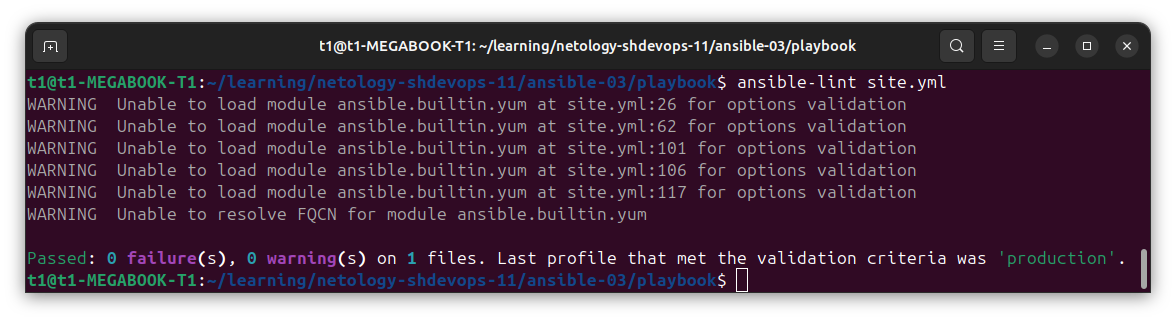 t1@t1-MEGABOOK-T1: ~/learning/netology-shdevops-11/ansible-03/playbook
t1@t1-MEGABOOK-T1:~/learning/netology-shdevops-11/ansible-03/playbook$ ansible-lint site.yml
WARNING  Unable to load module ansible.builtin.yum at site.yml:26 for options validation
WARNING  Unable to load module ansible.builtin.yum at site.yml:62 for options validation
WARNING  Unable to load module ansible.builtin.yum at site.yml:101 for options validation
WARNING  Unable to load module ansible.builtin.yum at site.yml:106 for options validation
WARNING  Unable to load module ansible.builtin.yum at site.yml:117 for options validation
WARNING  Unable to resolve FQCN for module ansible.builtin.yum
Passed: 0 failure(s), 0 warning(s) on 1 files. Last profile that met the validation criteria was 'production'.
t1@t1-MEGABOOK-T1:~/learning/netology-shdevops-11/ansible-03/playbook$